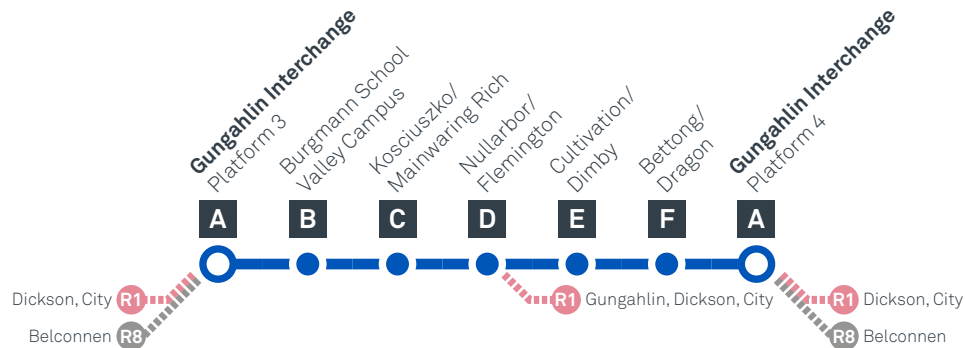 Gungahlin Interchange
Platform 3
Burgmann School
Valley Campus
Kosciuszko/
Mainwaring Rich
Nullarbor/
Flemington
Cultivation/
Dimby
Bettong/
Dragon
Gungahlin Interchange
Platform 4
A
B
C
D
E
F
A
Dickson, City R1
R1 Gungahlin, Dickson, City
R1 Dickson, City
Belconnen R8
R8 Belconnen